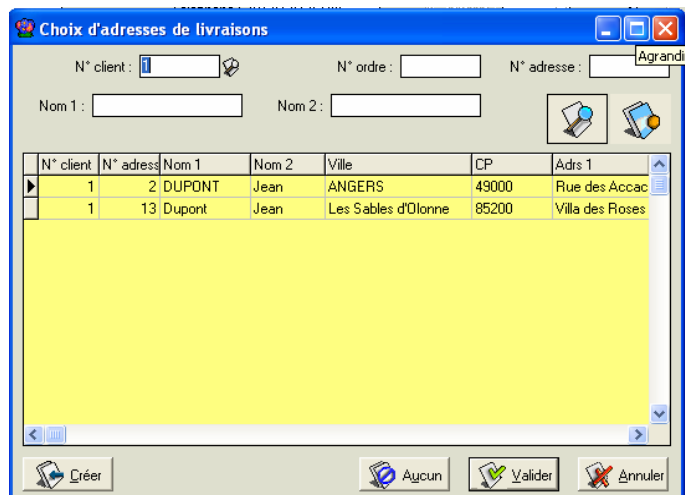 Choix d'adresses de livraisons
Agrandi
N° client : 1 N° ordre : N° adresse :
Nom 1 : Nom 2 :
N° client N° adress Nom 1 Nom 2 Ville CP Adrs 1
1 2 DUPONT Jean ANGERS 49000 Rue des Accac
1 13 Dupont Jean Les Sables d'Olonne 85200 Villa des Roses
Créer Aucun Valider Annuler